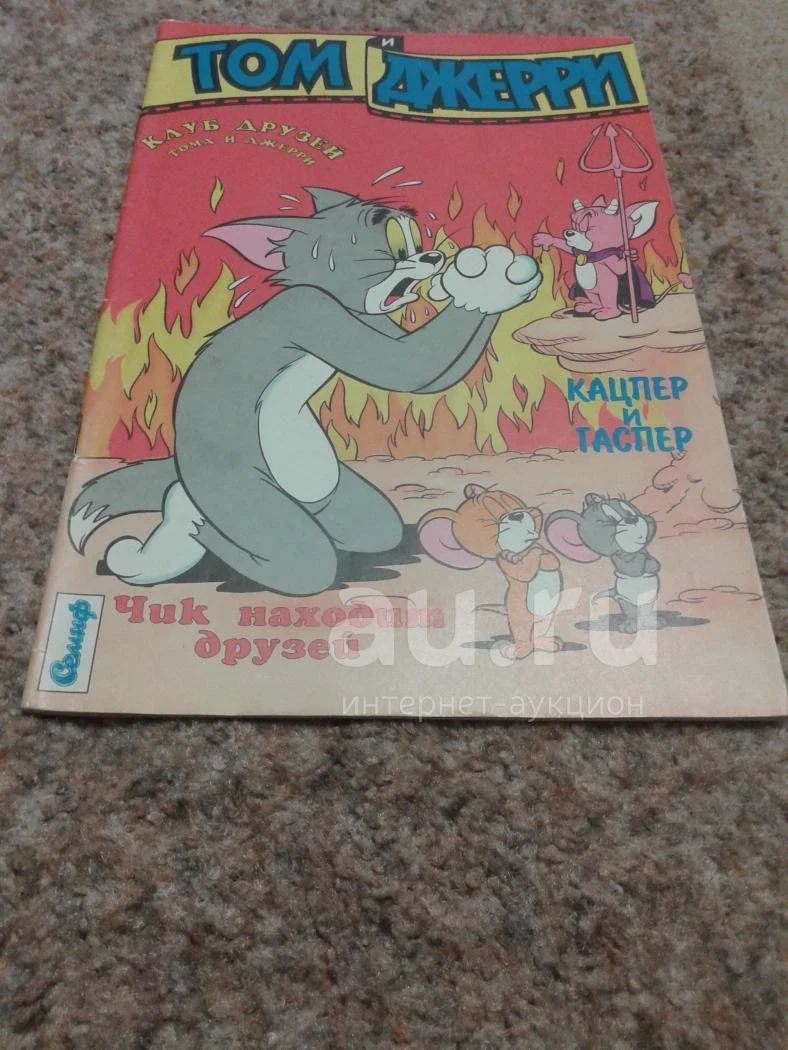 ТОМ И ДЖЕРРИ
КЛУБ ДРУЗЕЙ
ТОМА И ДЖЕРРИ
КАЦПЕР
И
ГАСПЕР
Чик находит
друзей
Семиф
au.ru
интернет-аукцион